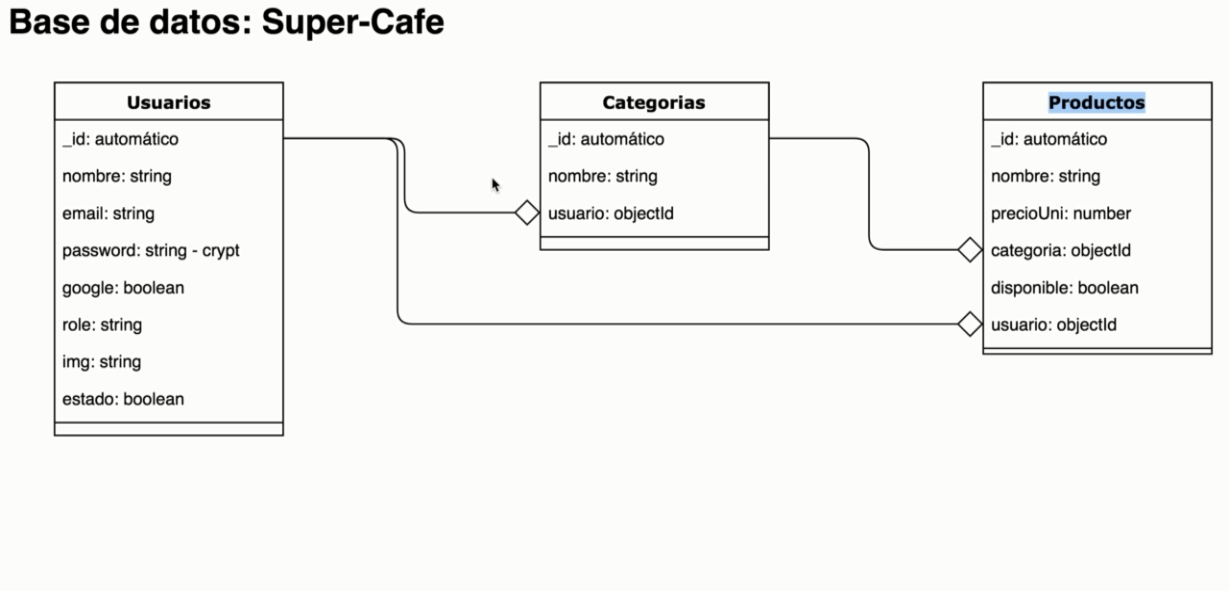 Base de datos: Super-Cafe
Usuarios
_id: automático
nombre: string
email: string
password: string - crypt
google: boolean
role: string
img: string
estado: boolean
Categorias
_id: automático
nombre: string
usuario: objectId
Productos
_id: automático
nombre: string
precioUni: number
categoria: objectId
disponible: boolean
usuario: objectId